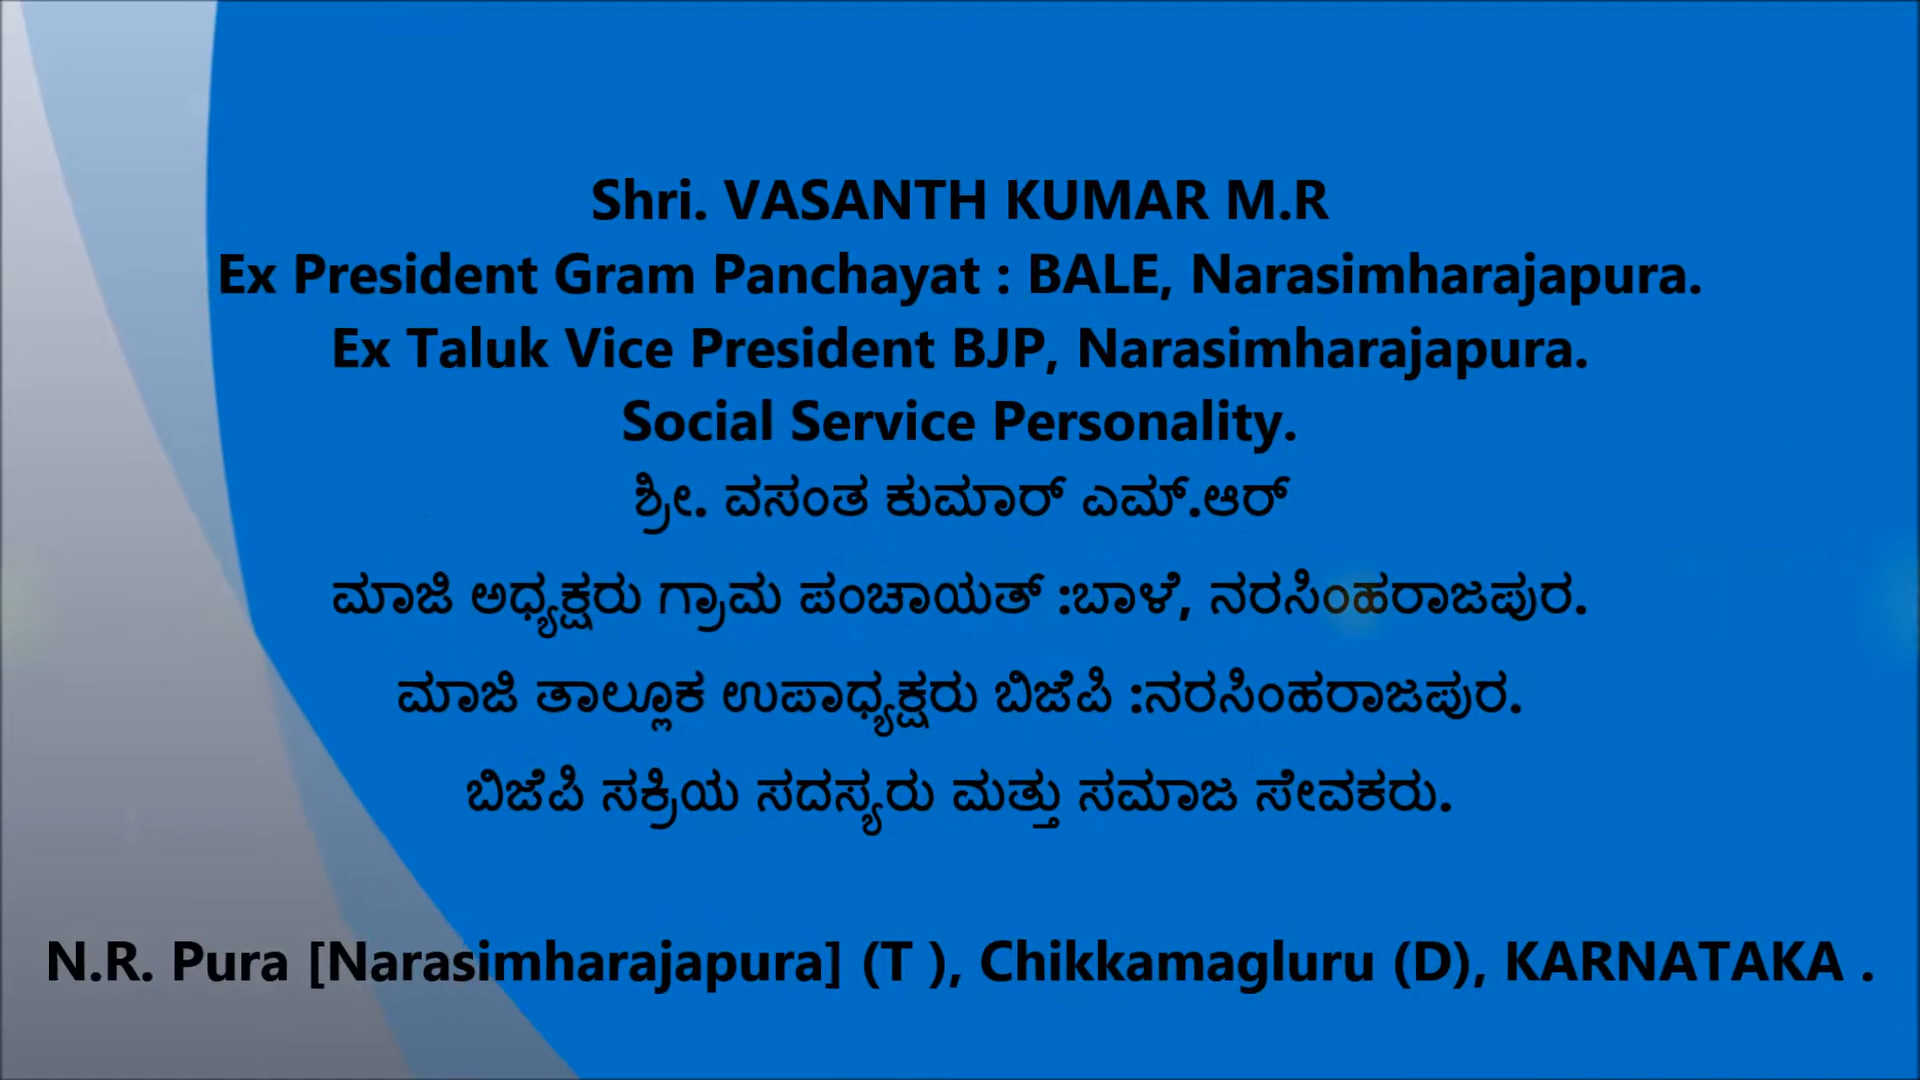 Shri. VASANTH KUMAR M.R
Ex President Gram Panchayat : BALE, Narasimharajapura.
Ex Taluk Vice President BJP, Narasimharajapura.
Social Service Personality.
ಶ್ರೀ. ವಸಂತ ಕುಮಾರ್ ಎಮ್.ಆರ್
ಮಾಜಿ ಅಧ್ಯಕ್ಷರು ಗ್ರಾಮ ಪಂಚಾಯತ್ :ಬಾಳೆ, ನರಸಿಂಹರಾಜಪುರ.
ಮಾಜಿ ತಾಲ್ಲೂಕ ಉಪಾಧ್ಯಕ್ಷರು ಬಿಜೆಪಿ :ನರಸಿಂಹರಾಜಪುರ.
ಬಿಜೆಪಿ ಸಕ್ರಿಯ ಸದಸ್ಯರು ಮತ್ತು ಸಮಾಜ ಸೇವಕರು.
N.R. Pura [Narasimharajapura] (T ), Chikkamagluru (D), KARNATAKA .